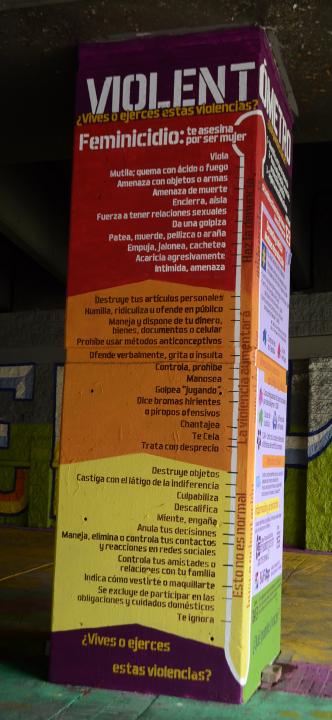 VIOLENTÓMETRO
¿Vives o ejerces estas violencias?
Feminicidio: te asesina
por ser mujer
Viola
Mutila; quema con ácido o fuego
Amenaza con objetos o armas
Amenaza de muerte
Encierra, aísla
Fuerza a tener relaciones sexuales
Da una golpiza
Patea, muerde, pellizca o araña
Empuja, jalonea, cachetea
Acaricia agresivamente
Intimida, amenaza
Destruye tus artículos personales
Humilla, ridiculiza u ofende en público
Maneja y dispone de tu dinero,
bienes, documentos o celular
Prohíbe usar métodos anticonceptivos
Ofende verbalmente, grita o insulta
Controla, prohíbe
Manosea
Golpea "jugando"
Dice bromas hirientes
o piropos ofensivos
Chantajea
Te Cela
Trata con desprecio
Destruye objetos
Castiga con el látigo de la indiferencia
Culpabiliza
Descalifica
Miente, engaña
Anula tus decisiones
Maneja, elimina o controla tus contactos
y reacciones en redes sociales
Controla tus amistades o
relaciones con tu familia
Indica cómo vestirte o maquillarte
Se excluye de participar en las
obligaciones y cuidados domésticos
Te ignora
¿Vives o ejerces
estas violencias?
La violencia aumentará
Esto no es normal